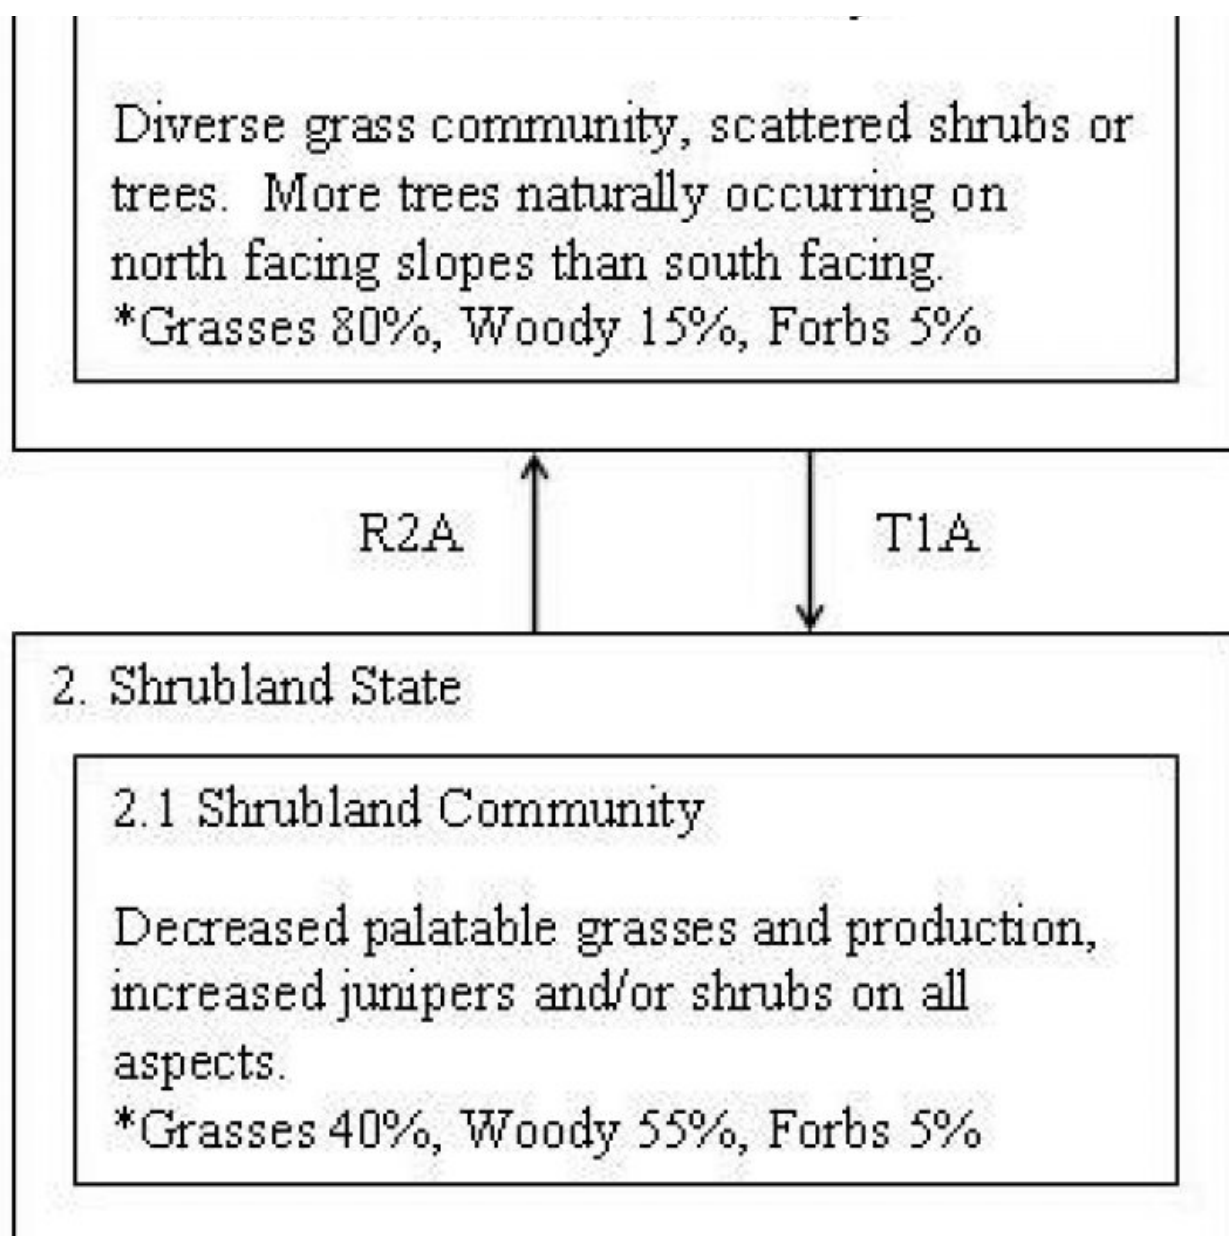 Diverse grass community, scattered shrubs or
trees. More trees naturally occurring on
north facing slopes than south facing.
*Grasses 80%, Woody 15%, Forbs 5%
R2A
T1A
2. Shrubland State
2.1 Shrubland Community
Decreased palatable grasses and production,
increased junipers and/or shrubs on all
aspects.
*Grasses 40%, Woody 55%, Forbs 5%